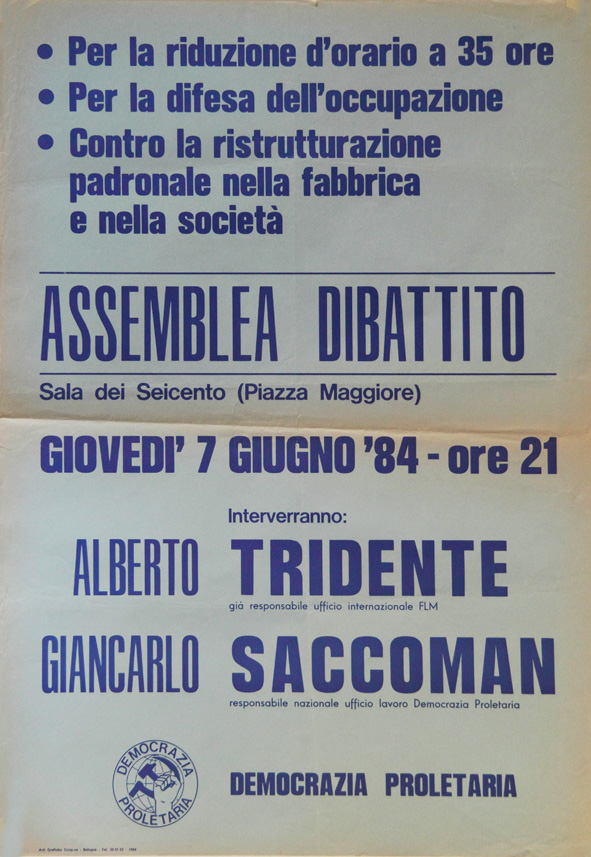 • Per la riduzione d'orario a 35 ore
• Per la difesa dell'occupazione
• Contro la ristrutturazione
padronale nella fabbrica
e nella società
ASSEMBLEA DIBATTITO
Sala dei Seicento (Piazza Maggiore)
GIOVEDI' 7 GIUGNO '84 - ore 21
Interverranno:
ALBERTO TRIDENTE
già responsabile ufficio internazionale FLM
GIANCARLO SACCOMAN
responsabile nazionale ufficio lavoro Democrazia Proletaria
DEMOCRAZIA
PROLETARIA
DEMOCRAZIA PROLETARIA